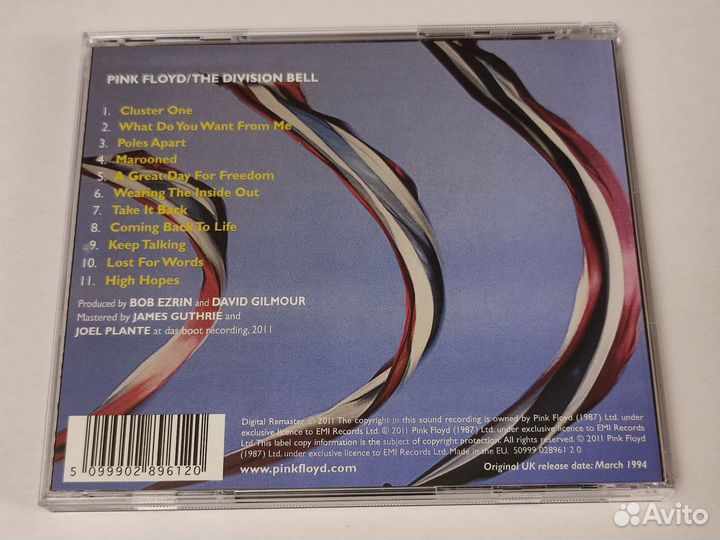 PINK FLOYD/THE DIVISION BELL
1. Cluster One
2. What Do You Want From Me
3. Poles Apart
4. Marooned
5. A Great Day For Freedom
6. Wearing The Inside Out
7. Take It Back
8. Coming Back To Life
9. Keep Talking
10. Lost For Words
11. High Hopes
Produced by BOB EZRIN and DAVID GILMOUR
Mastered by JAMES GUTHRIE and
JOEL PLANTE at das boot recording, 2011
5 099902 896120
Digital Remaster ℗ 2011 The copyright in this sound recording is owned by Pink Floyd (1987) Ltd. under
exclusive licence to EMI Records Ltd. © 2011 Pink Floyd (1987) Ltd. under exclusive licence to EMI Records
Ltd. This label copy information is the subject of copyright protection. All rights reserved. © 2011 Pink Floyd
(1987) Ltd. under exclusive licence to EMI Records Ltd. Made in the EU. 50999 028961 2 0
www.pinkfloyd.com
Original UK release date: March 1994
Avito